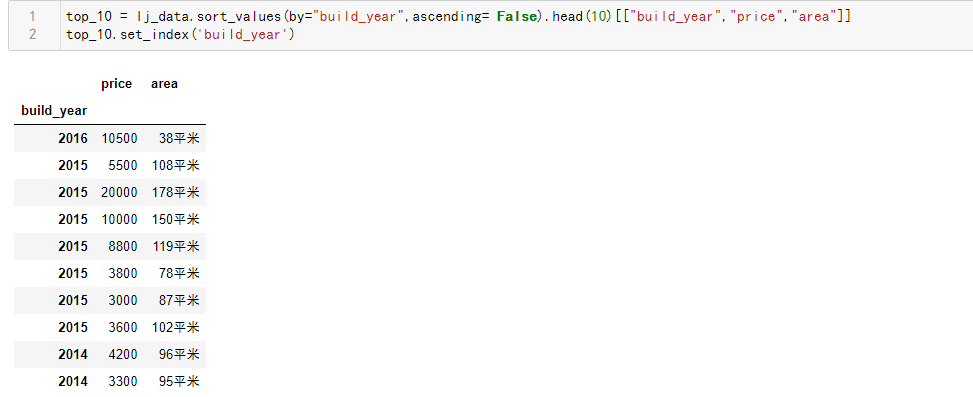 1 top_10 = lj_data.sort_values(by="build_year",ascending= False).head(10)[["build_year","price","area"]]
2 top_10.set_index('build_year')
price area
build_year
2016 10500 38平米
2015 5500 108平米
2015 20000 178平米
2015 10000 150平米
2015 8800 119平米
2015 3800 78平米
2015 3000 87平米
2015 3600 102平米
2014 4200 96平米
2014 3300 95平米